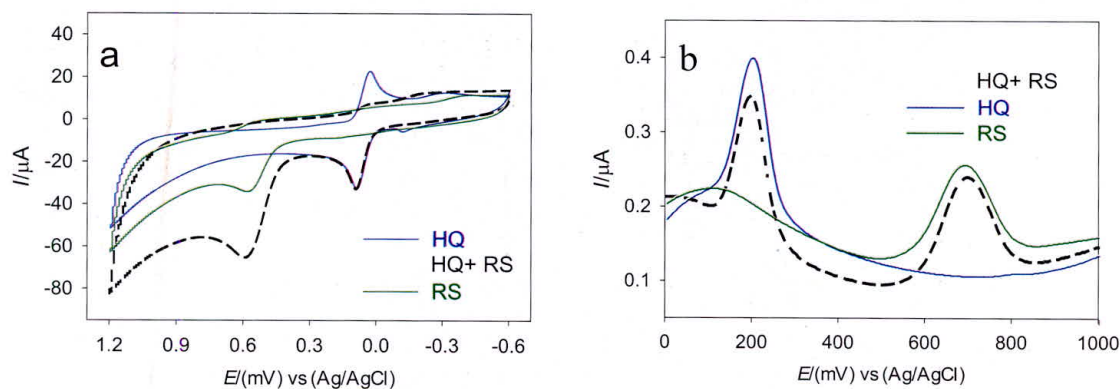 a
40
20
0
-20
-40
-60
-80
I/µA
HQ
HQ+ RS
RS
1.2 0.9 0.6 0.3 0.0 -0.3 -0.6
E/(mV) vs (Ag/AgCl)
b
0.4
0.3
0.2
0.1
I/µA
HQ+ RS
HQ
RS
0 200 400 600 800 1000
E/(mV) vs (Ag/AgCl)